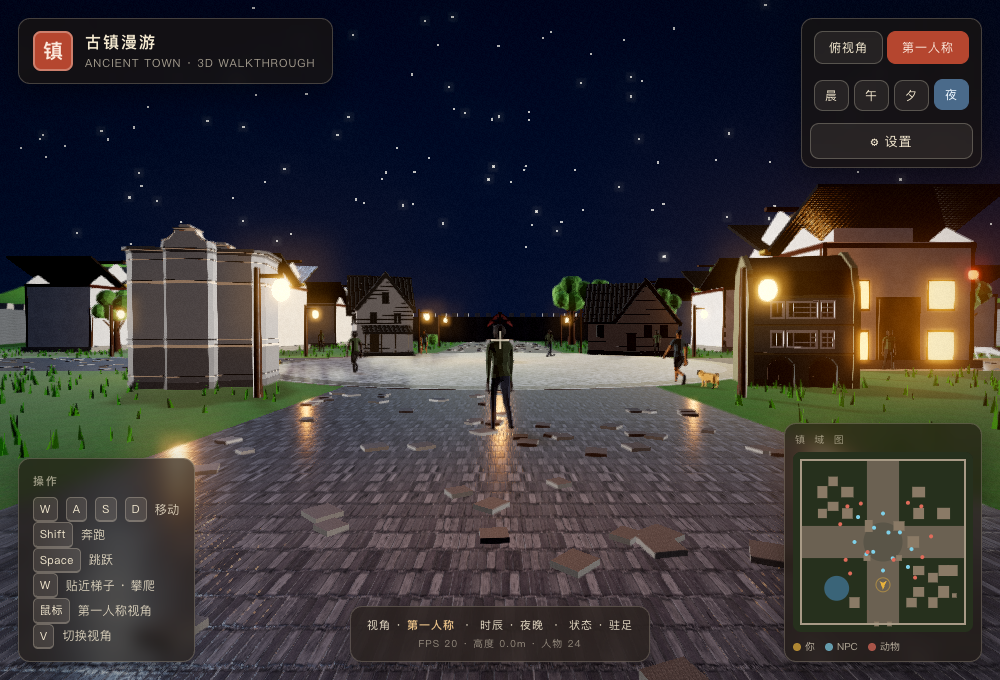 镇
古镇漫游
ANCIENT TOWN · 3D WALKTHROUGH
俯视角 第一人称
晨 午 夕 夜
⚙ 设置
操作
W A S D 移动
Shift 奔跑
Space 跳跃
W 贴近梯子 · 攀爬
鼠标 第一人称视角
V 切换视角
视角 · 第一人称 · 时辰 · 夜晚 · 状态 · 驻足
FPS 20 · 高度 0.0m · 人物 24
镇域图
你 NPC 动物